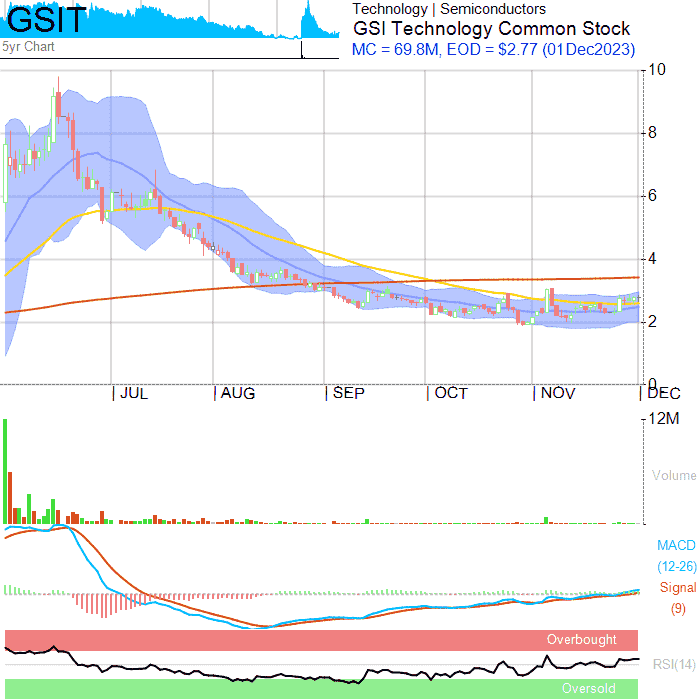 GSIT
5yr Chart
Technology | Semiconductors
GSI Technology Common Stock
MC = 69.8M, EOD = $2.77 (01Dec2023)
10
8
6
4
2
0
JUL AUG SEP OCT NOV DEC
12M
Volume
MACD
(12-26)
Signal
(9)
Overbought
RSI(14)
Oversold